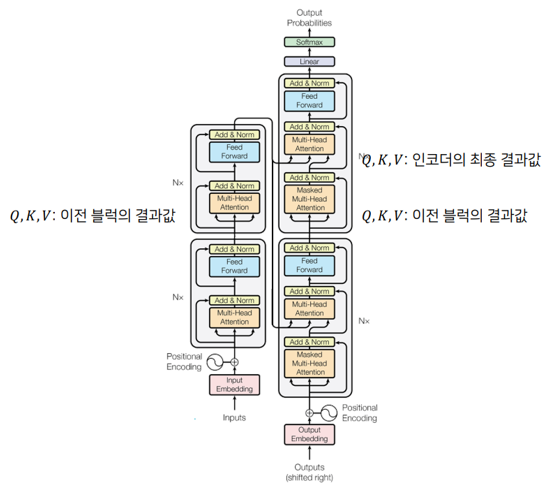 Output
Probabilities
Softmax
Linear
Add & Norm
Feed
Forward
Add & Norm
Multi-Head
Attention
Q, K, V: 인코더의 최종 결과값
N
Add & Norm
Masked
Multi-Head
Attention
Q, K, V: 이전 블럭의 결과값
Add & Norm
Feed
Forward
N×
Add & Norm
Multi-Head
Attention
Q, K, V: 이전 블럭의 결과값
Add & Norm
Feed
Forward
N×
Add & Norm
Multi-Head
Attention
Positional
Encoding
Input
Embedding
Inputs
Add & Norm
Feed
Forward
Add & Norm
Multi-Head
Attention
N×
Add & Norm
Masked
Multi-Head
Attention
Positional
Encoding
Output
Embedding
Outputs
(shifted right)